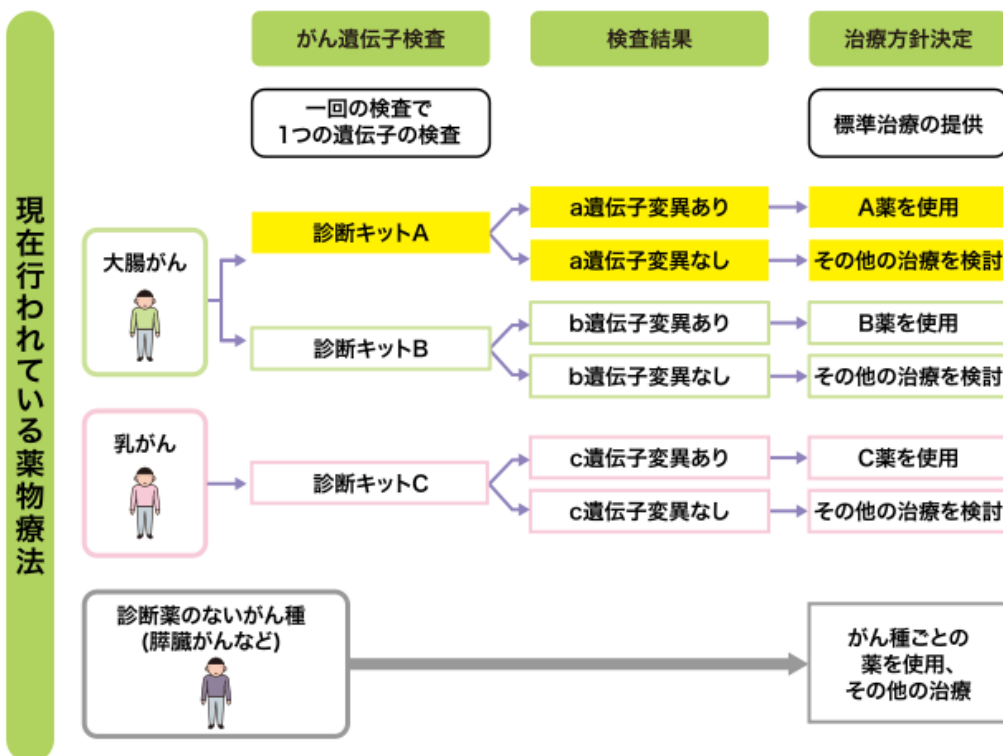 現在行われている薬物療法
がん遺伝子検査
検査結果
治療方針決定
一回の検査で
1つの遺伝子の検査
標準治療の提供
大腸がん
診断キットA
a遺伝子変異あり
A薬を使用
a遺伝子変異なし
その他の治療を検討
診断キットB
b遺伝子変異あり
B薬を使用
b遺伝子変異なし
その他の治療を検討
乳がん
診断キットC
c遺伝子変異あり
C薬を使用
c遺伝子変異なし
その他の治療を検討
診断薬のないがん種
(膵臓がんなど)
がん種ごとの
薬を使用、
その他の治療